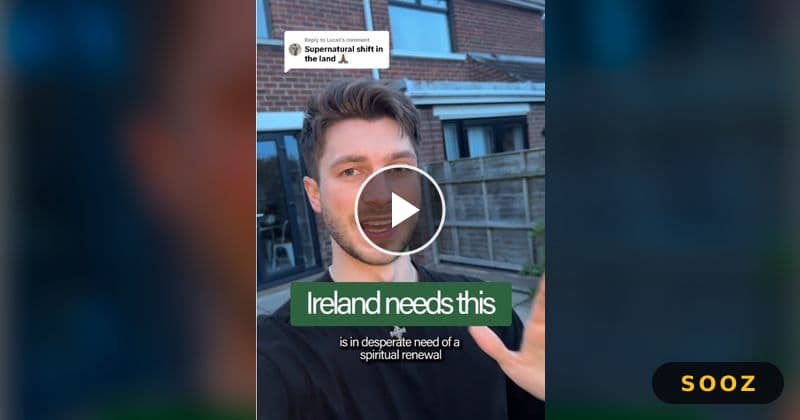 Reply to Lucas's comment
Supernatural shift in
the land 🙏
Ireland needs this
is in desperate need of a
spiritual renewal
SOOZ